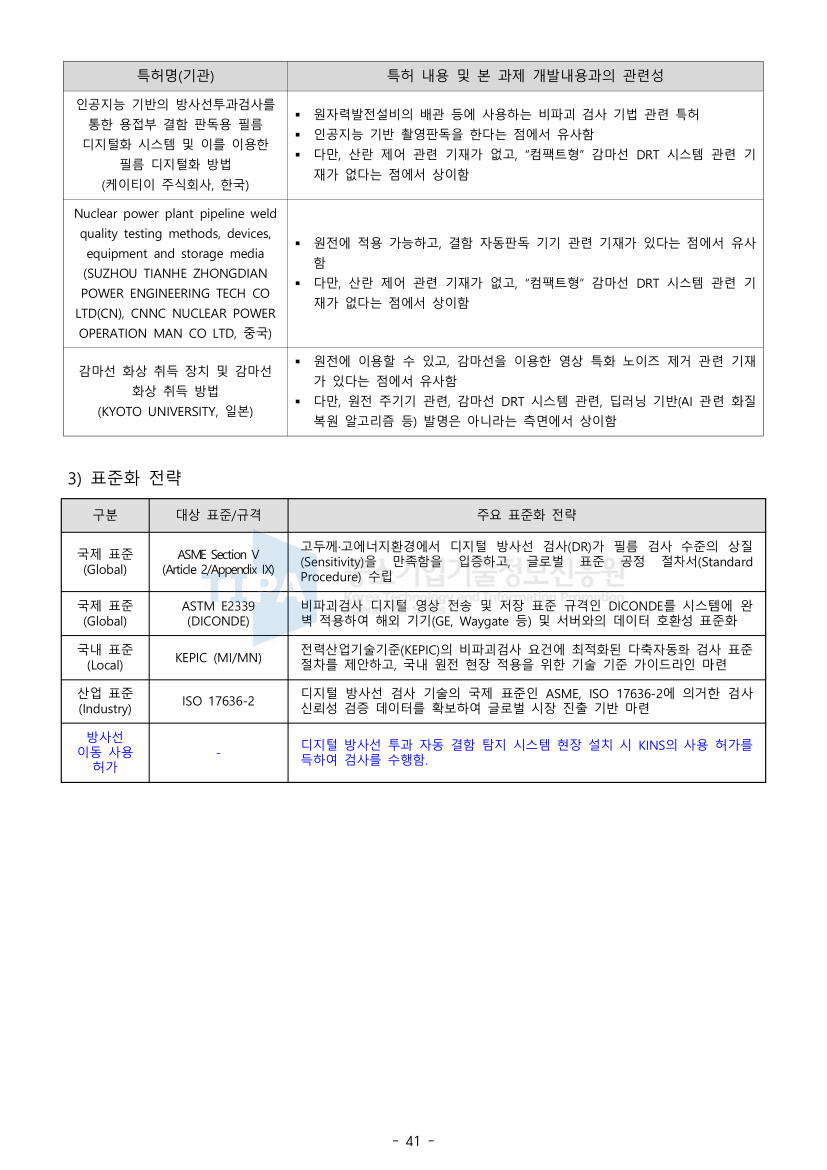 특허명(기관)
특허 내용 및 본 과제 개발내용과의 관련성
인공지능 기반의 방사선투과검사를
통한 용접부 결함 판독용 필름
디지털화 시스템 및 이를 이용한
필름 디지털화 방법
(케이티이 주식회사, 한국)
▪ 원자력발전설비의 배관 등에 사용하는 비파괴 검사 기법 관련 특허
▪ 인공지능 기반 촬영판독을 한다는 점에서 유사함
▪ 다만, 산란 제어 관련 기재가 없고, “컴팩트형” 감마선 DRT 시스템 관련 기
재가 없다는 점에서 상이함
Nuclear power plant pipeline weld
quality testing methods, devices,
equipment and storage media
(SUZHOU TIANHE ZHONGDIAN
POWER ENGINEERING TECH CO
LTD(CN), CNNC NUCLEAR POWER
OPERATION MAN CO LTD, 중국)
▪ 원전에 적용 가능하고, 결함 자동판독 기기 관련 기재가 있다는 점에서 유사
함
▪ 다만, 산란 제어 관련 기재가 없고, “컴팩트형” 감마선 DRT 시스템 관련 기
재가 없다는 점에서 상이함
감마선 화상 취득 장치 및 감마선
화상 취득 방법
(KYOTO UNIVERSITY, 일본)
▪ 원전에 이용할 수 있고, 감마선을 이용한 영상 특화 노이즈 제거 관련 기재
가 있다는 점에서 유사함
▪ 다만, 원전 주기기 관련, 감마선 DRT 시스템 관련, 딥러닝 기반(AI 관련 화질
복원 알고리즘 등) 발명은 아니라는 측면에서 상이함
3) 표준화 전략
구분
대상 표준/규격
주요 표준화 전략
국제 표준
(Global)
ASME Section V
(Article 2/Appendix IX)
고두께·고에너지환경에서 디지털 방사선 검사(DR)가 필름 검사 수준의 상질
(Sensitivity)을 만족함을 입증하고, 글로벌 표준 공정 절차서(Standard
Procedure) 수립
국제 표준
(Global)
ASTM E2339
(DICONDE)
비파괴검사 디지털 영상 전송 및 저장 표준 규격인 DICONDE를 시스템에 완
벽 적용하여 해외 기기(GE, Waygate 등) 및 서버와의 데이터 호환성 표준화
국내 표준
(Local)
KEPIC (MI/MN)
전력산업기술기준(KEPIC)의 비파괴검사 요건에 최적화된 다축자동화 검사 표준
절차를 제안하고, 국내 원전 현장 적용을 위한 기술 기준 가이드라인 마련
산업 표준
(Industry)
ISO 17636-2
디지털 방사선 검사 기술의 국제 표준인 ASME, ISO 17636-2에 의거한 검사
신뢰성 검증 데이터를 확보하여 글로벌 시장 진출 기반 마련
방사선
이동 사용
허가
-
디지털 방사선 투과 자동 결함 탐지 시스템 현장 설치 시 KINS의 사용 허가를
득하여 검사를 수행함.
TIPA 중소기업기술정보진흥원
Korea Technology and Information Promotion
- 41 -